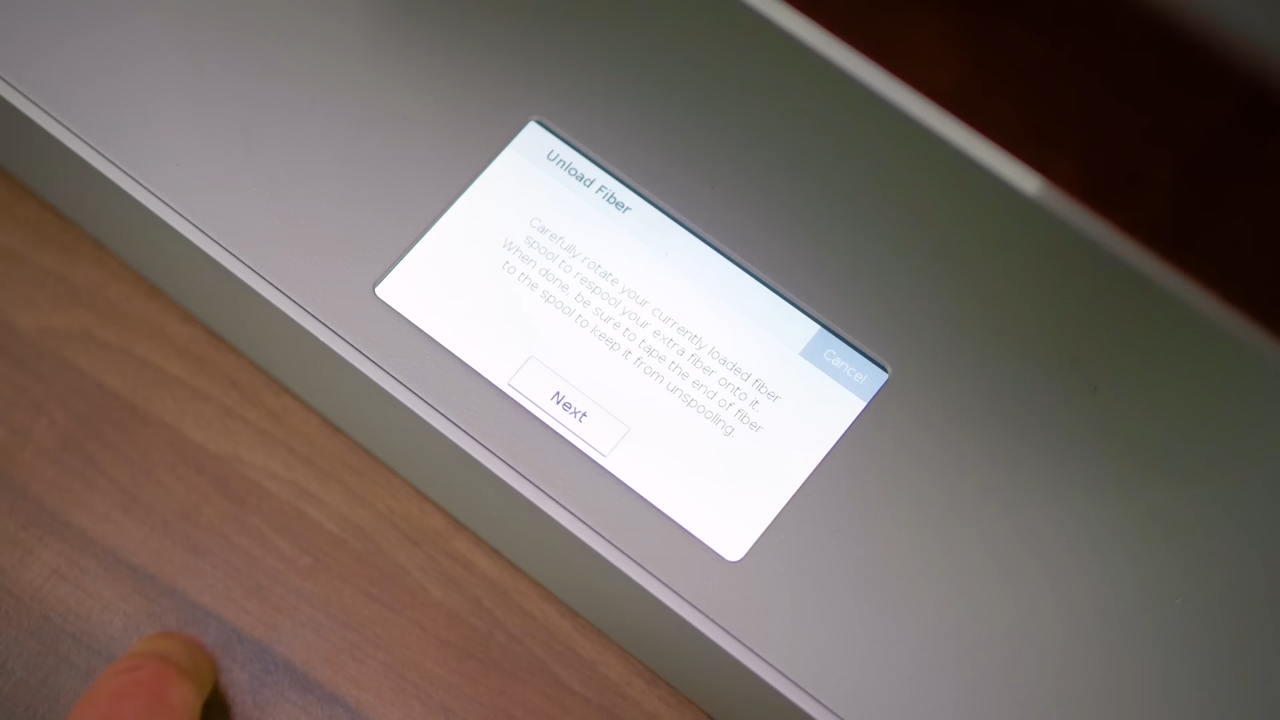 Unload Fiber
Cancel
Carefully rotate your currently loaded fiber
spool to respool your extra fiber onto it.
When done, be sure to tape the end of fiber
to the spool to keep it from unspooling.
Next